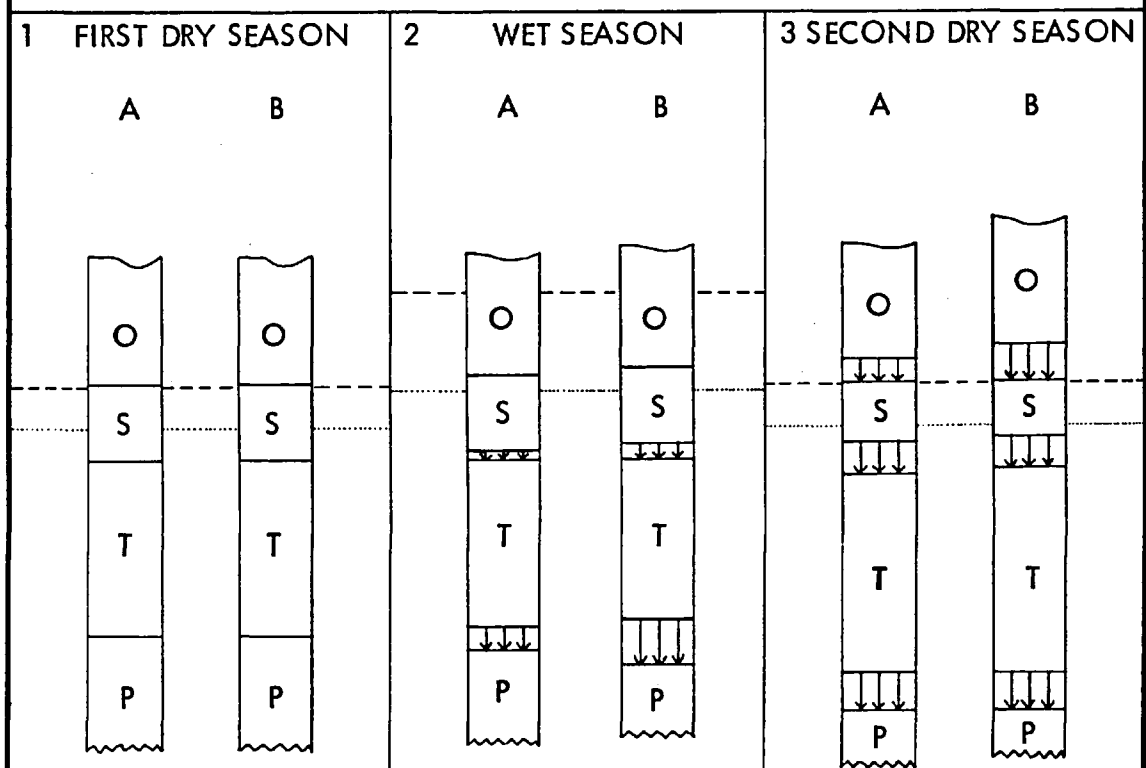 1 FIRST DRY SEASON
A B
O O
S S
T T
P P
2 WET SEASON
A B
O O
S S
T T
P P
3 SECOND DRY SEASON
A B
O O
S S
T T
P P